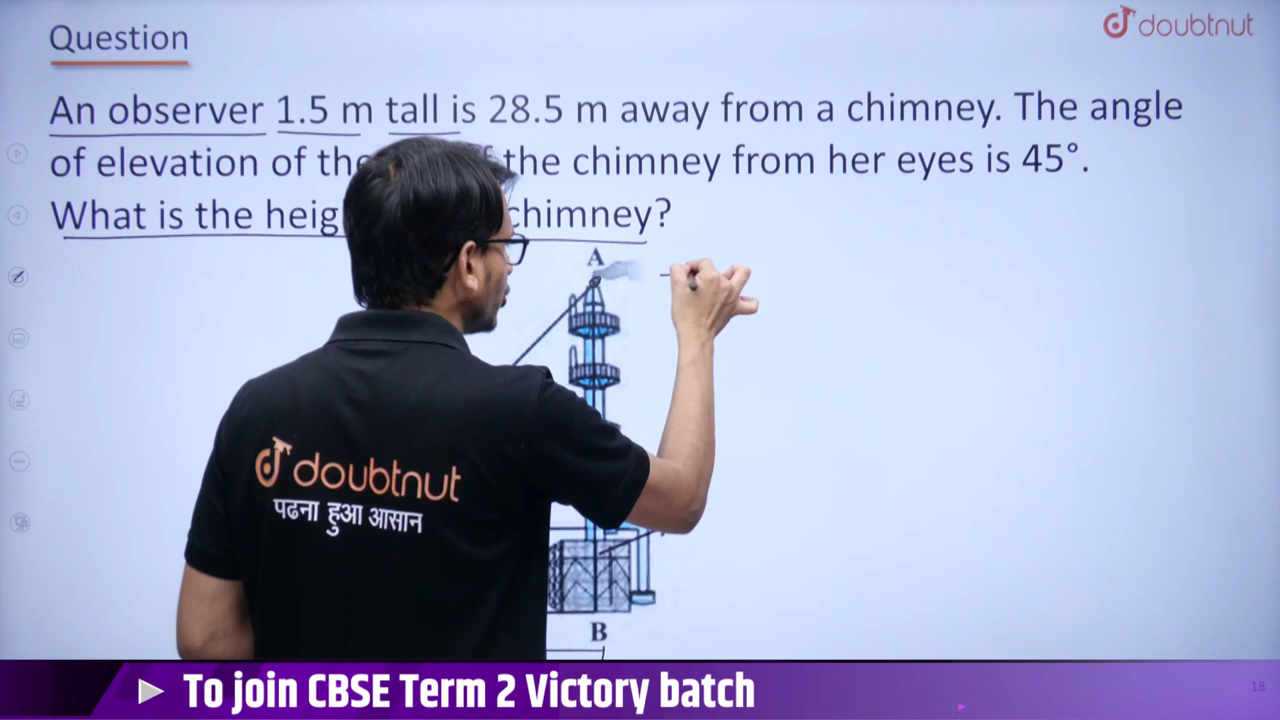 Question
doubtnut
An observer 1.5 m tall is 28.5 m away from a chimney. The angle
of elevation of the the chimney from her eyes is 45°.
What is the heig chimney?
A
doubtnut
पढना हुआ आसान
B
To join CBSE Term 2 Victory batch
18